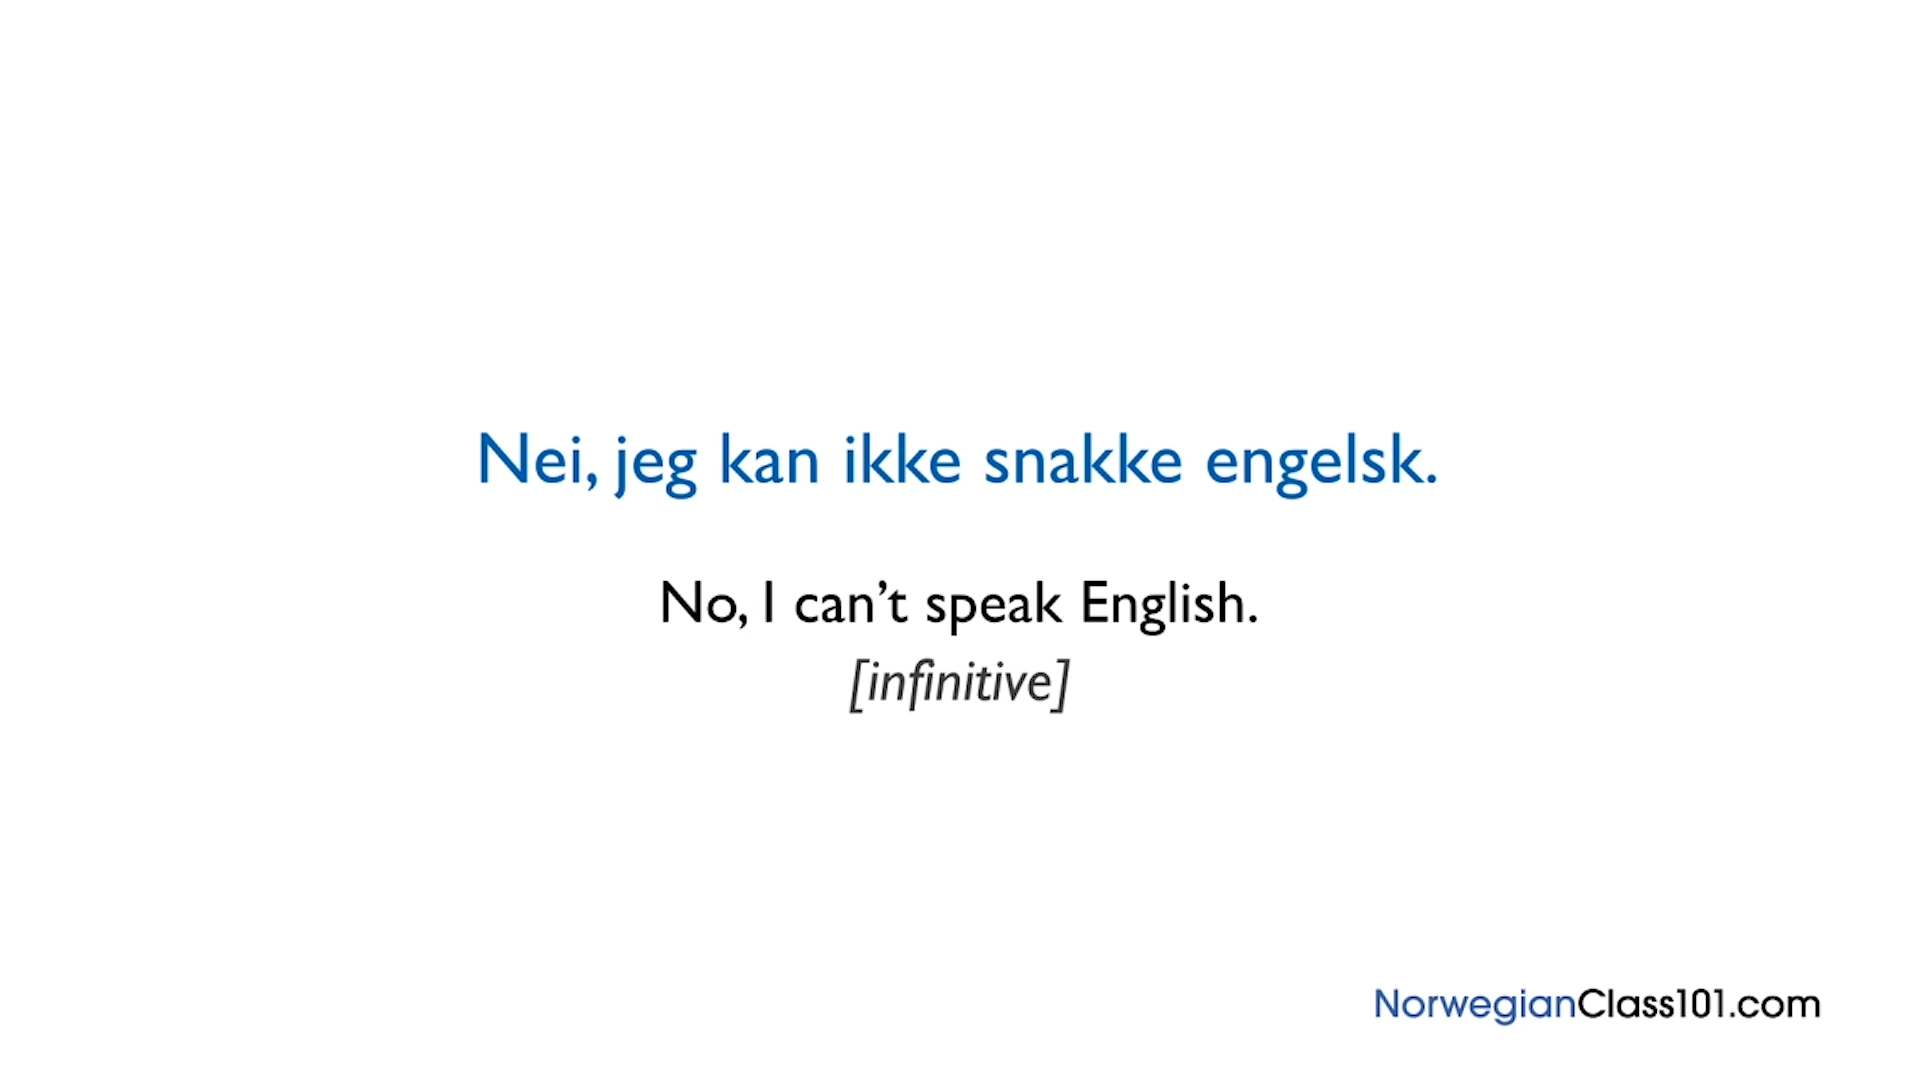 Nei, jeg kan ikke snakke engelsk.
No, I can’t speak English.
[infinitive]
NorwegianClass101.com